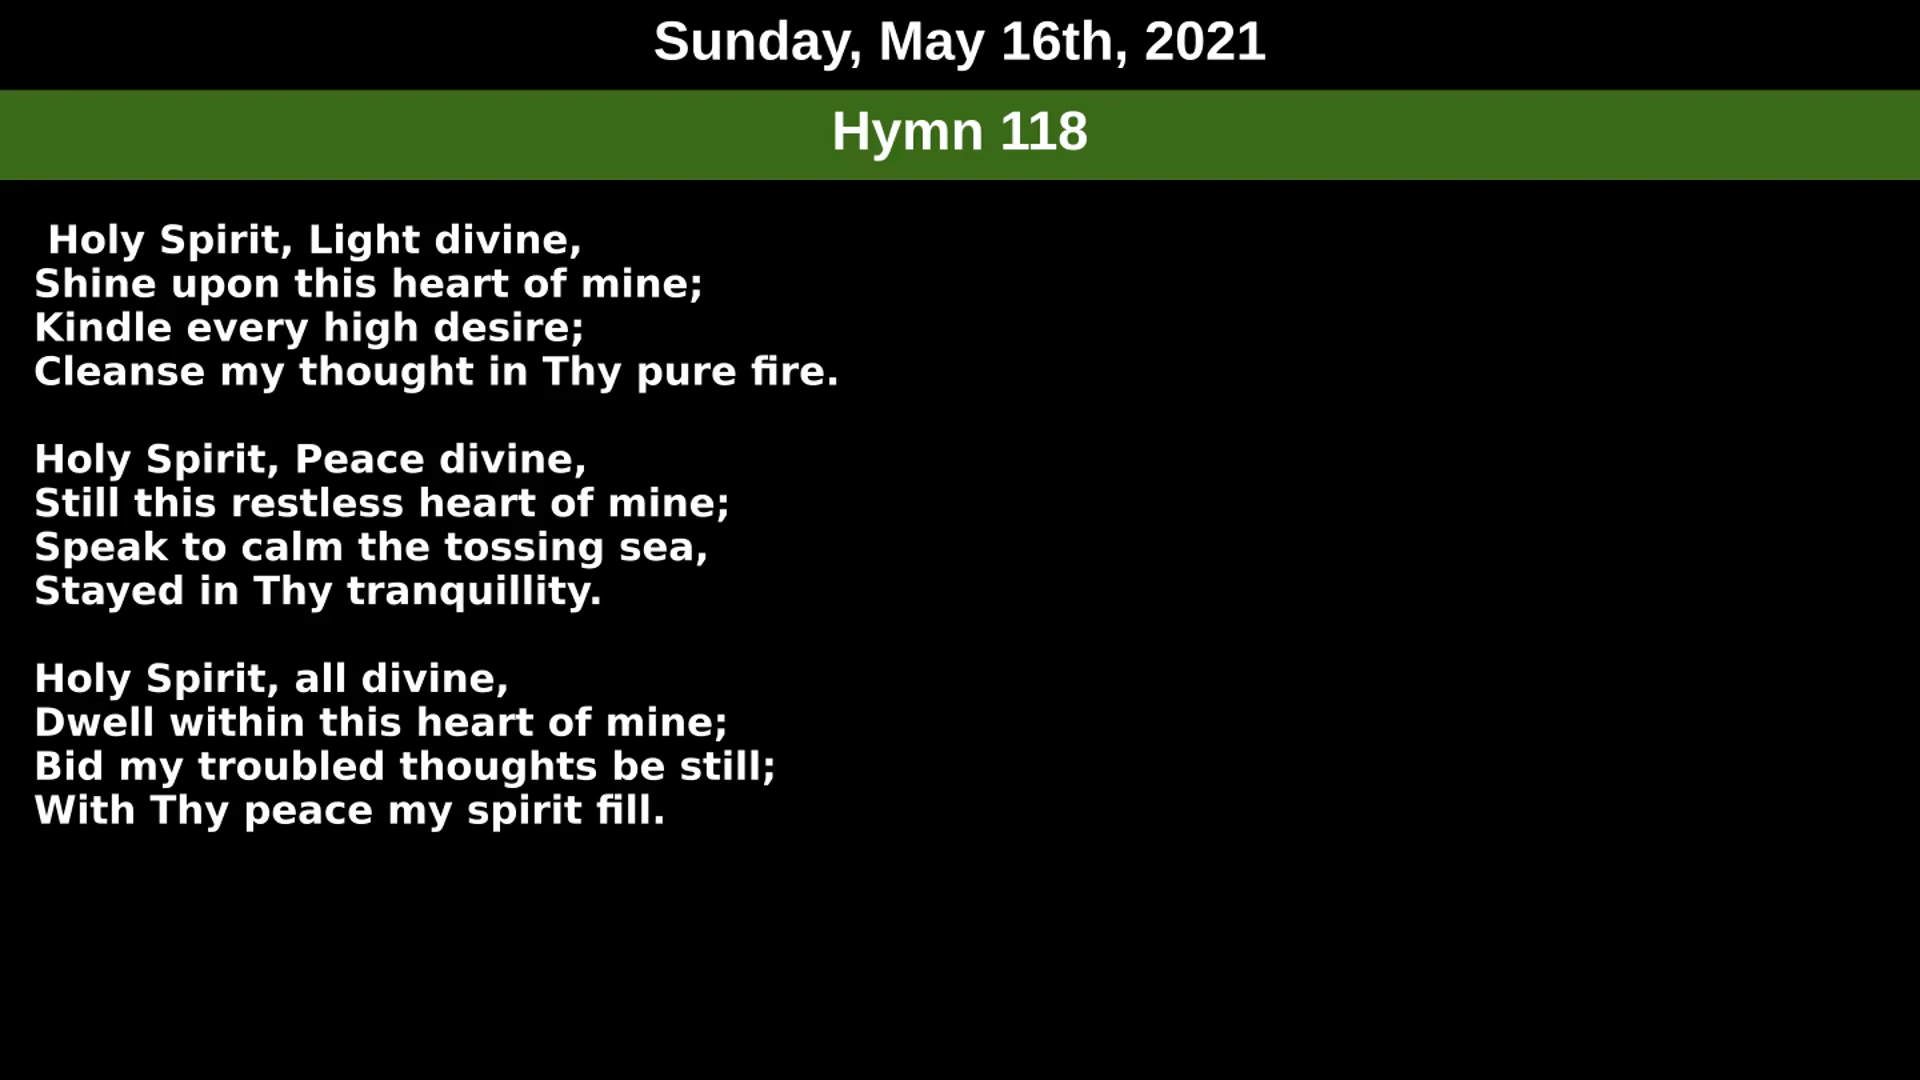 Sunday, May 16th, 2021
Hymn 118
Holy Spirit, Light divine,
Shine upon this heart of mine;
Kindle every high desire;
Cleanse my thought in Thy pure fire.
Holy Spirit, Peace divine,
Still this restless heart of mine;
Speak to calm the tossing sea,
Stayed in Thy tranquillity.
Holy Spirit, all divine,
Dwell within this heart of mine;
Bid my troubled thoughts be still;
With Thy peace my spirit fill.